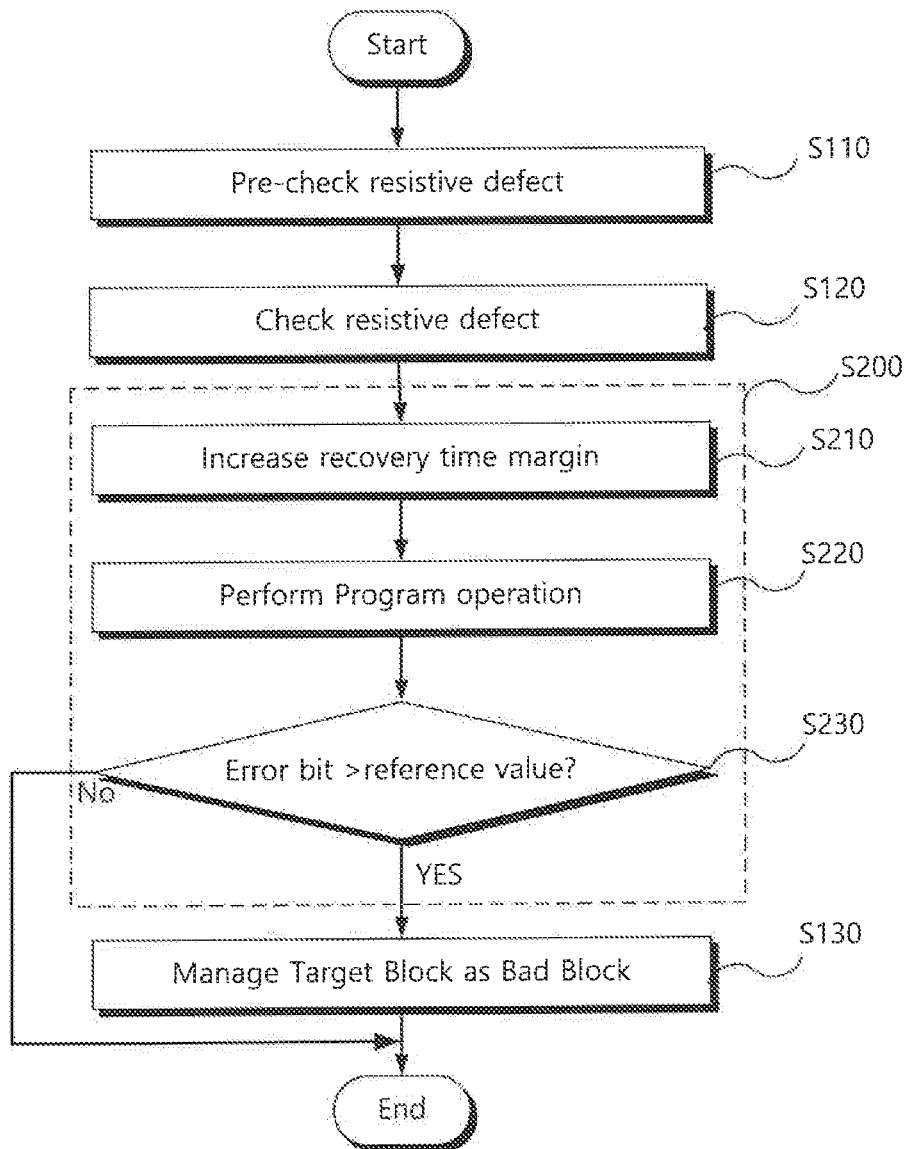 Start
S110
Pre-check resistive defect
S120
Check resistive defect
S200
S210
Increase recovery time margin
S220
Perform Program operation
S230
Error bit >reference value?
No
YES
S130
Manage Target Block as Bad Block
End